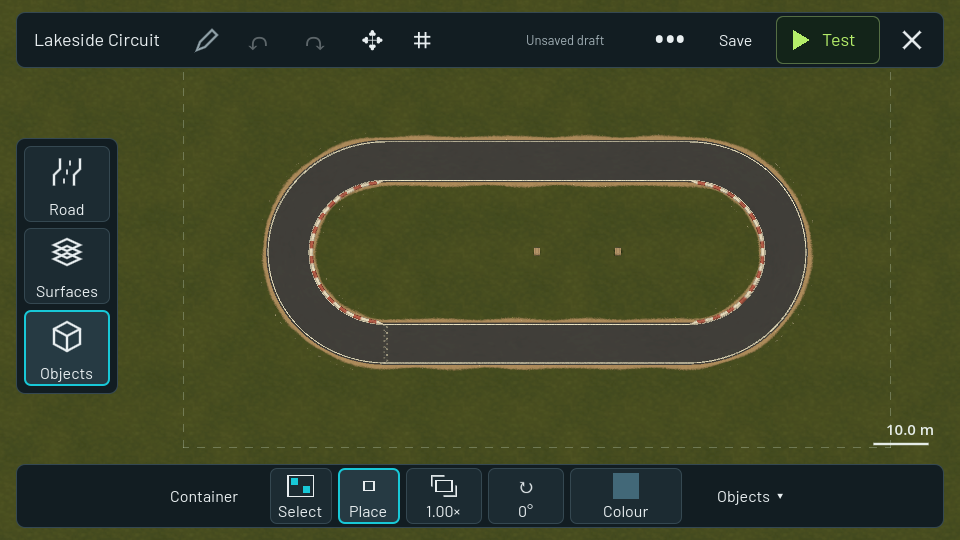 Lakeside Circuit
Unsaved draft
Save
Test
Road
Surfaces
Objects
10.0 m
Container
Select
Place
1.00×
0°
Colour
Objects